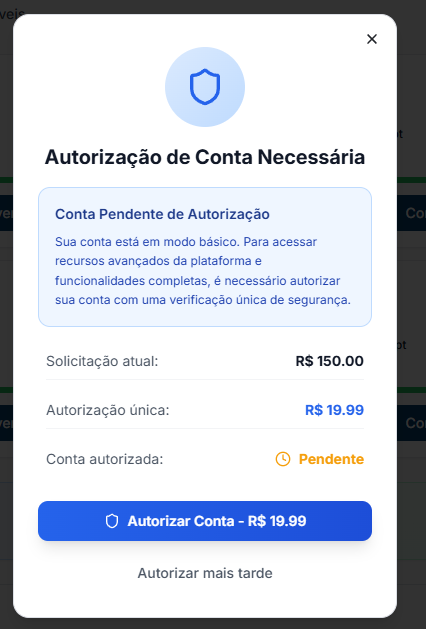 veis
Autorização de Conta Necessária
Conta Pendente de Autorização
Sua conta está em modo básico. Para acessar
recursos avançados da plataforma e
funcionalidades completas, é necessário autorizar
sua conta com uma verificação única de segurança.
Solicitação atual: R$ 150.00
Autorização única: R$ 19.99
Conta autorizada: Pendente
Autorizar Conta - R$ 19.99
Autorizar mais tarde